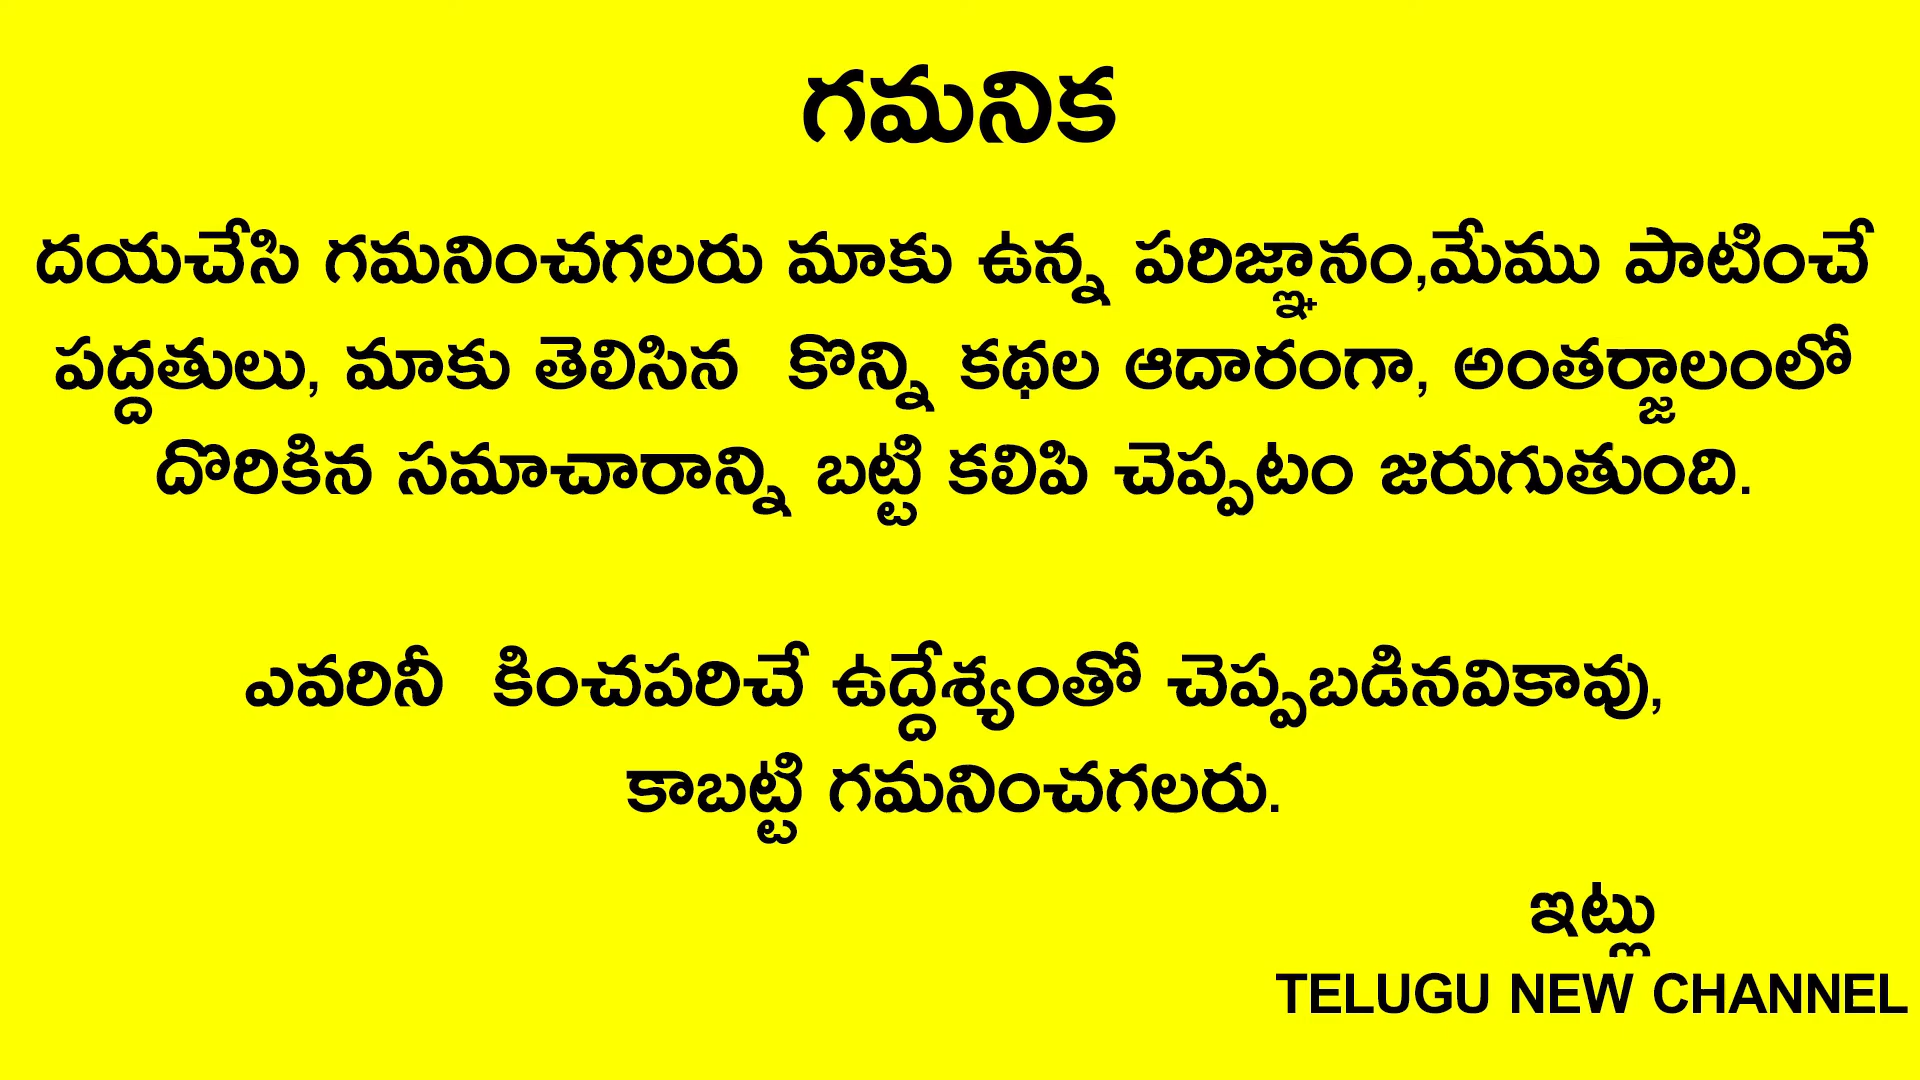 గమనిక
దయచేసి గమనించగలరు మాకు ఉన్న పరిజ్ఞానం,మేము పాటించే
పద్దతులు, మాకు తెలిసిన కొన్ని కథల ఆదారంగా, అంతర్జాలంలో
దొరికిన సమాచారాన్ని బట్టి కలిపి చెప్పటం జరుగుతుంది.
ఎవరినీ కించపరిచే ఉద్దేశ్యంతో చెప్పబడినవికావు,
కాబట్టి గమనించగలరు.
ఇట్లు
TELUGU NEW CHANNEL